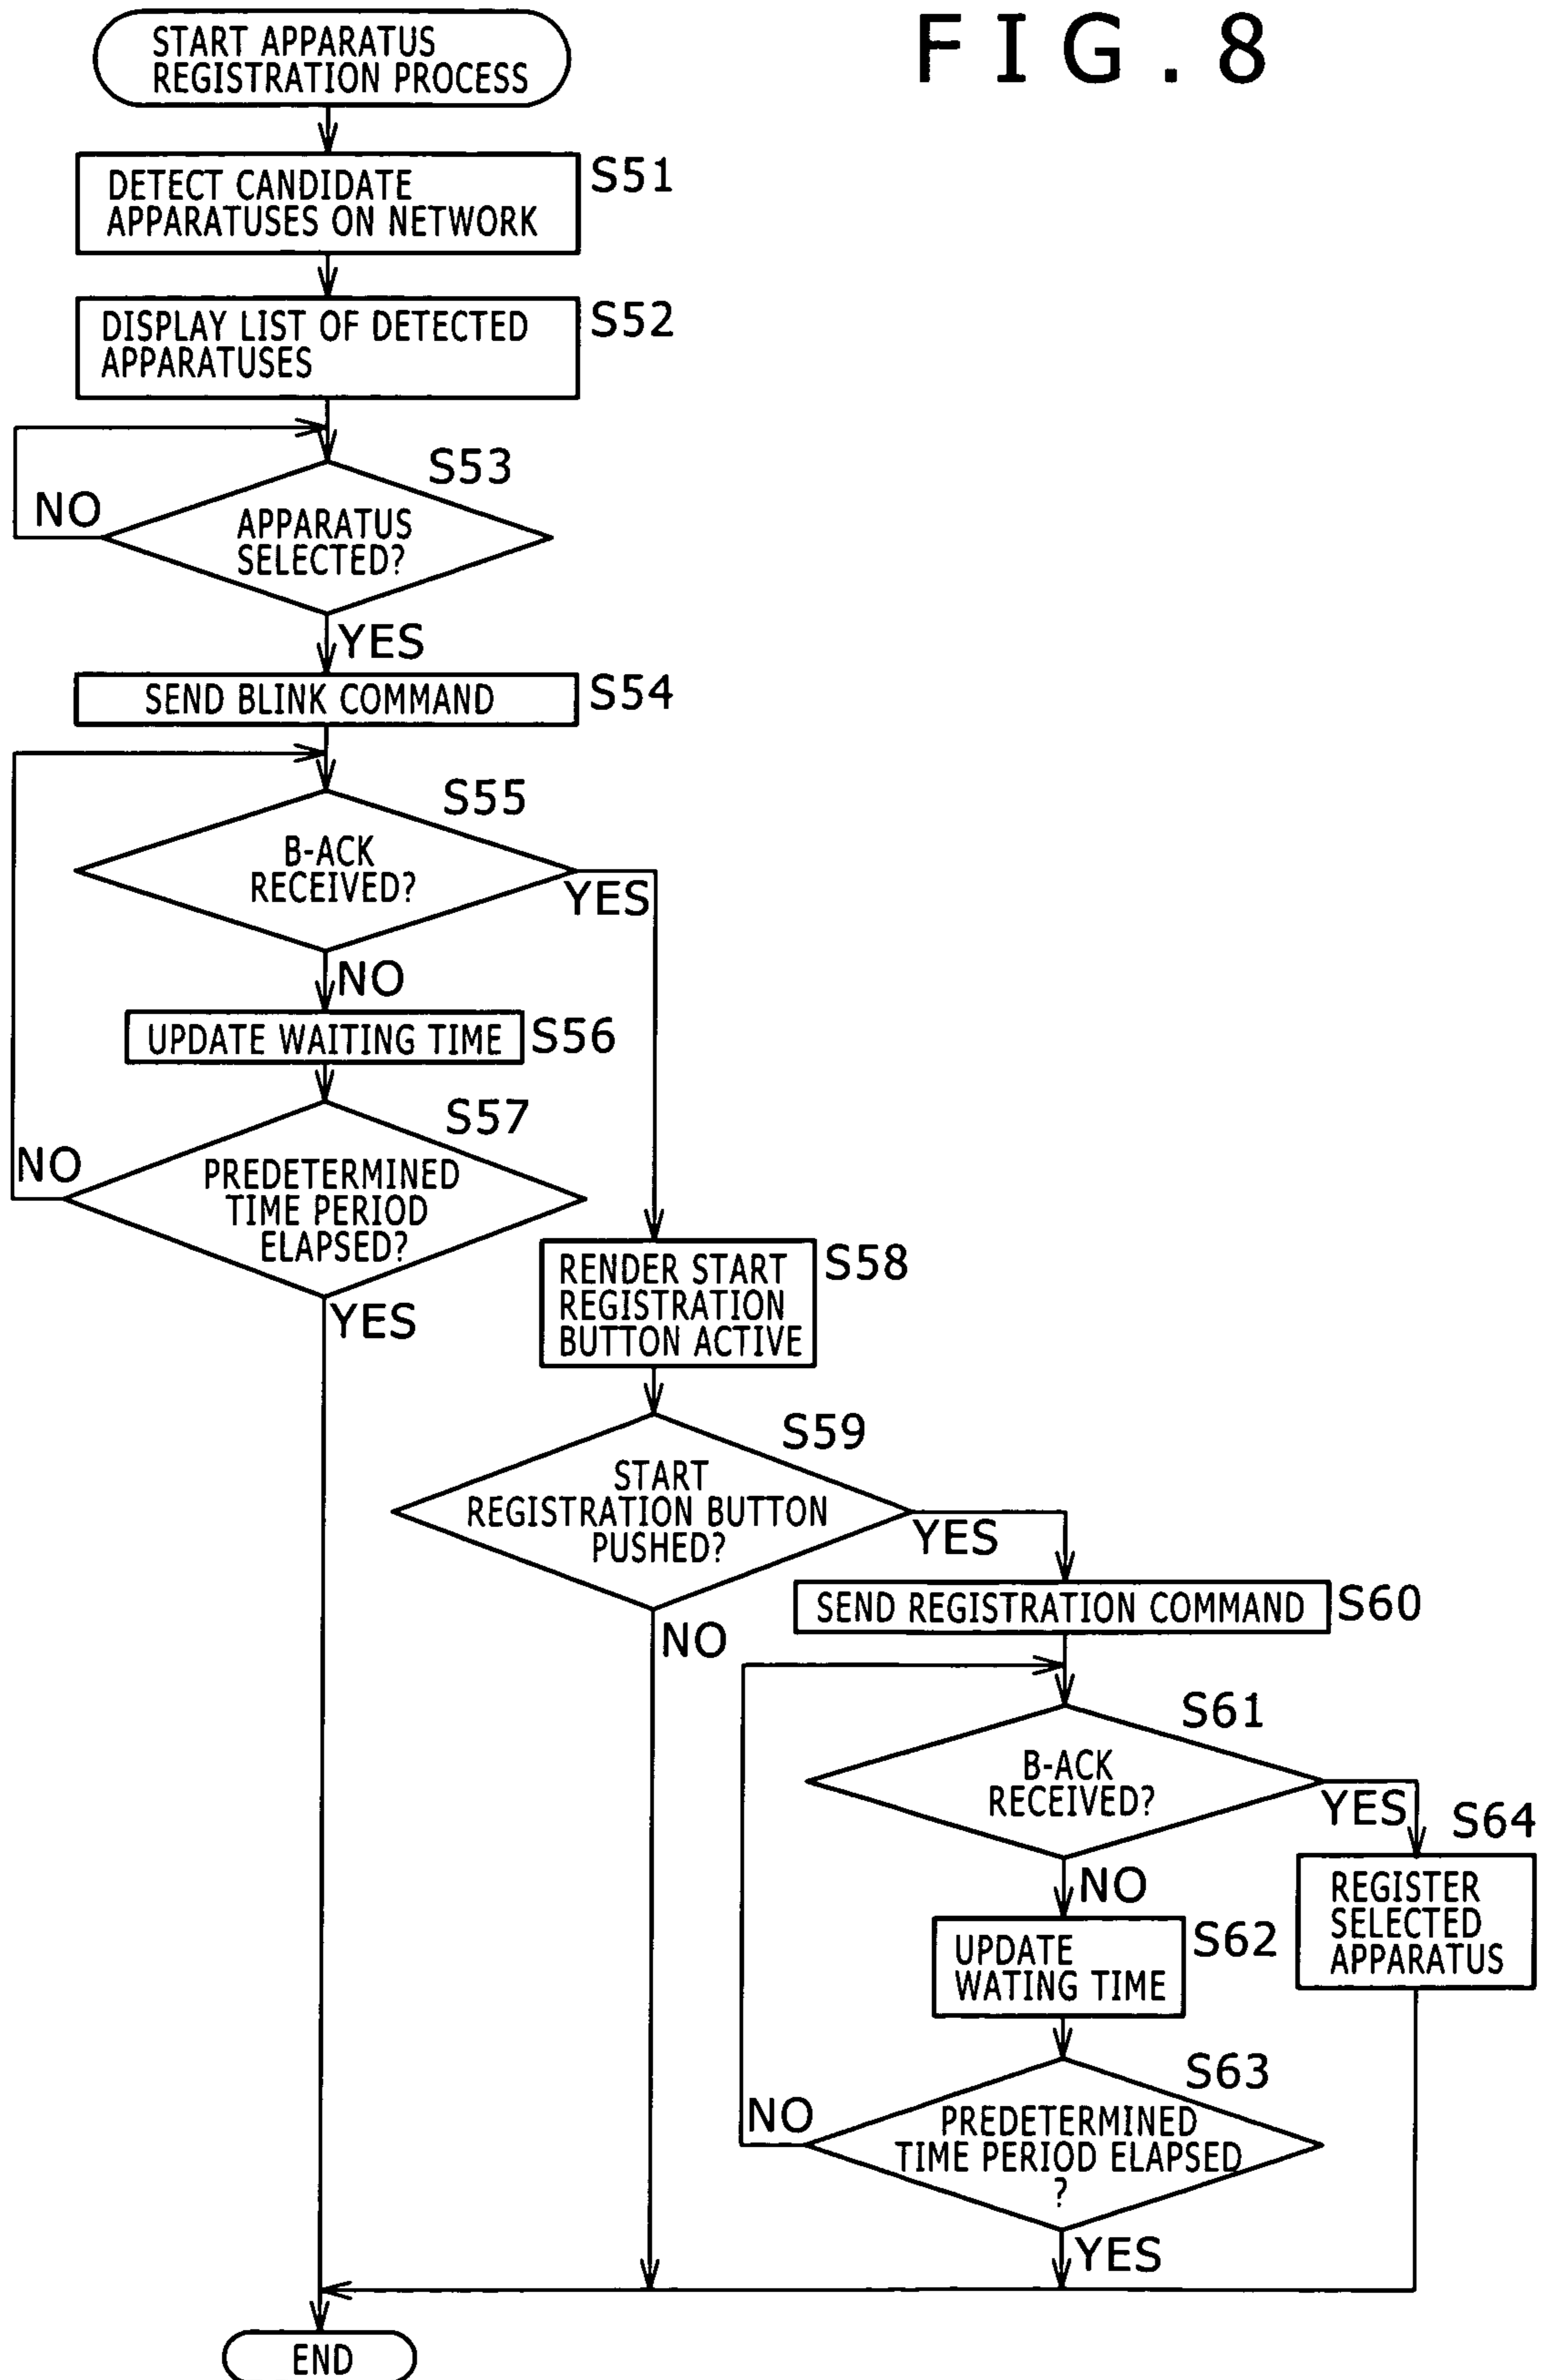 FIG.8
START APPARATUS
REGISTRATION PROCESS
DETECT CANDIDATE
APPARATUSES ON NETWORK
S51
DISPLAY LIST OF DETECTED
APPARATUSES
S52
S53
NO
APPARATUS
SELECTED?
YES
SEND BLINK COMMAND
S54
S55
B-ACK
RECEIVED?
YES
NO
UPDATE WAITING TIME
S56
S57
NO
PREDETERMINED
TIME PERIOD
ELAPSED?
YES
RENDER START
REGISTRATION
BUTTON ACTIVE
S58
S59
START
REGISTRATION BUTTON
PUSHED?
YES
NO
SEND REGISTRATION COMMAND
S60
S61
B-ACK
RECEIVED?
YES
S64
NO
REGISTER
SELECTED
APPARATUS
UPDATE
WATING TIME
S62
S63
NO
PREDETERMINED
TIME PERIOD ELAPSED
?
YES
END